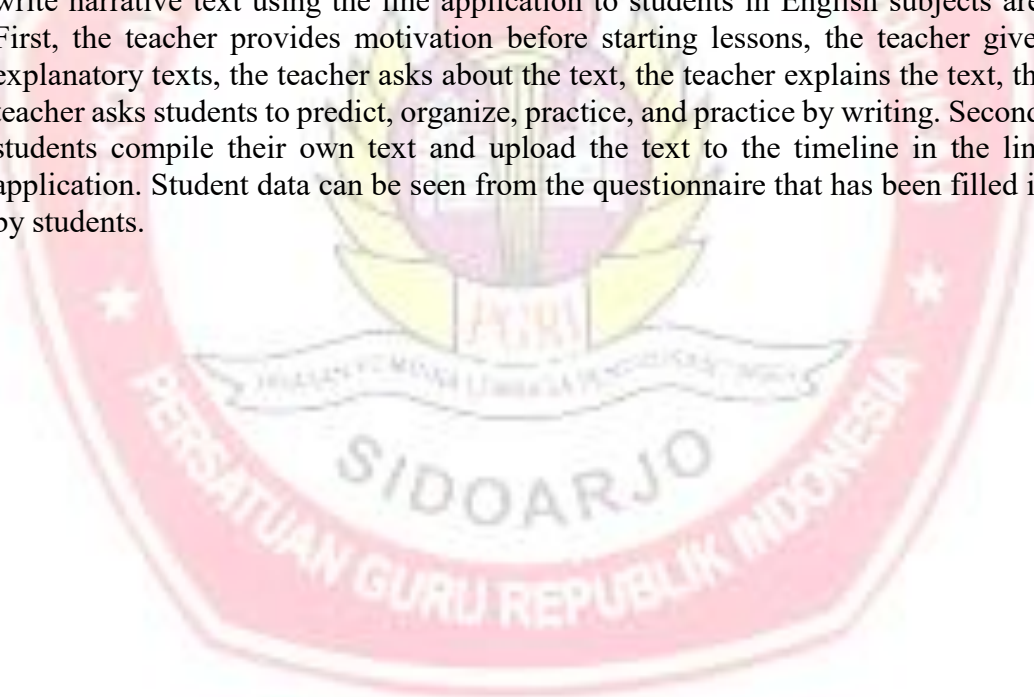 write narrative text using the line application to students in English subjects are
First, the teacher provides motivation before starting lessons, the teacher give
explanatory texts, the teacher asks about the text, the teacher explains the text, th
teacher asks students to predict, organize, practice, and practice by writing. Second
students compile their own text and upload the text to the timeline in the lin
application. Student data can be seen from the questionnaire that has been filled i
by students.
PGRI
SIDOARJO
PERSATUAN GURU REPUBLIK INDONESIA